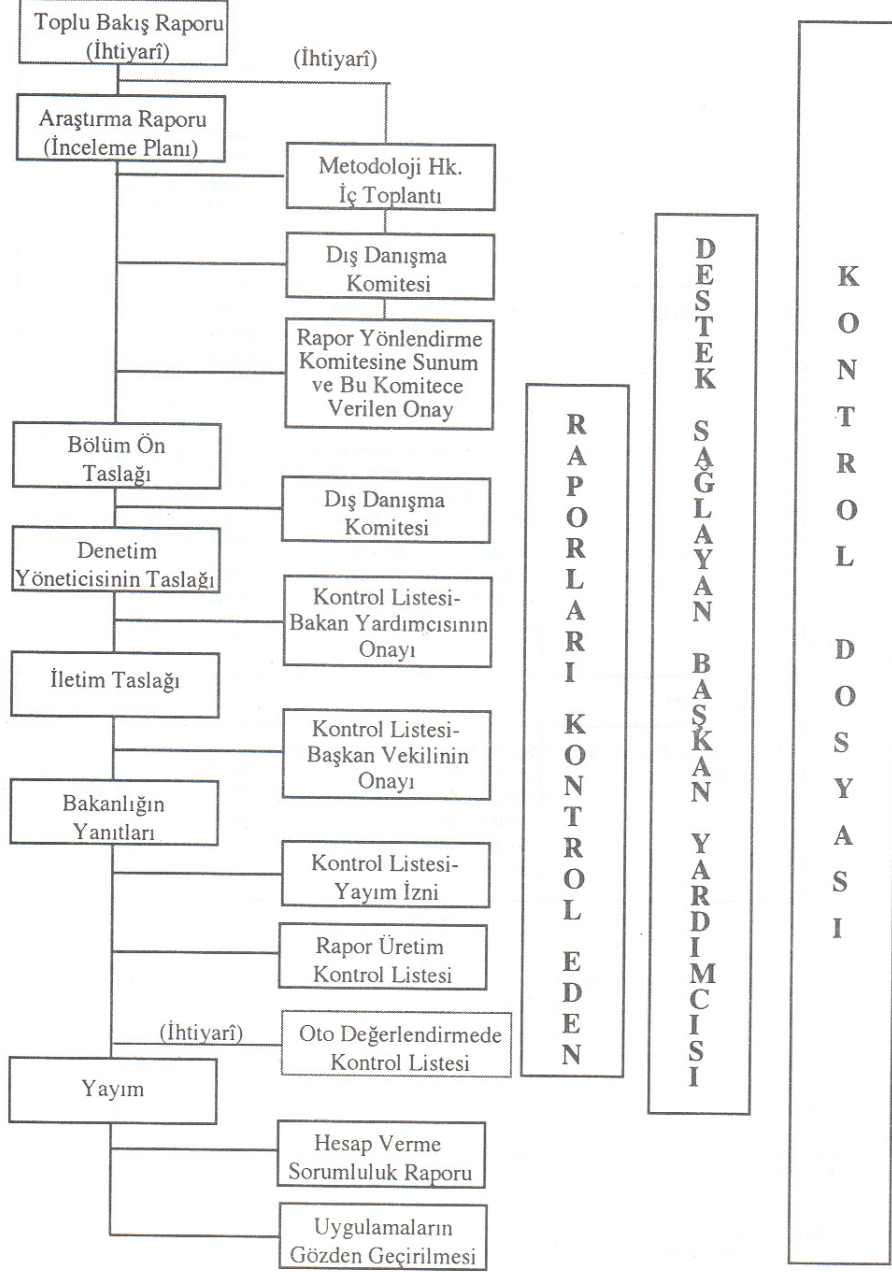 Toplu Bakış Raporu
(İhtiyarî)
(İhtiyarî)
Araştırma Raporu
(İnceleme Planı)
Metodoloji Hk.
İç Toplantı
Dış Danışma
Komitesi
Rapor Yönlendirme
Komitesine Sunum
ve Bu Komitece
Verilen Onay
Bölüm Ön
Taslağı
Dış Danışma
Komitesi
Denetim
Yöneticisinin Taslağı
Kontrol Listesi-
Bakan Yardımcısının
Onayı
İletim Taslağı
Kontrol Listesi-
Başkan Vekilinin
Onayı
Bakanlığın
Yanıtları
Kontrol Listesi-
Yayım İzni
Rapor Üretim
Kontrol Listesi
(İhtiyarî)
Oto Değerlendirmede
Kontrol Listesi
Yayım
Hesap Verme
Sorumluluk Raporu
Uygulamaların
Gözden Geçirilmesi
RAPORLARI KONTROL EDEN
DESTEK SAĞLAYAN BAŞKAN YARDIMCISI
KONTROL DOSYASI